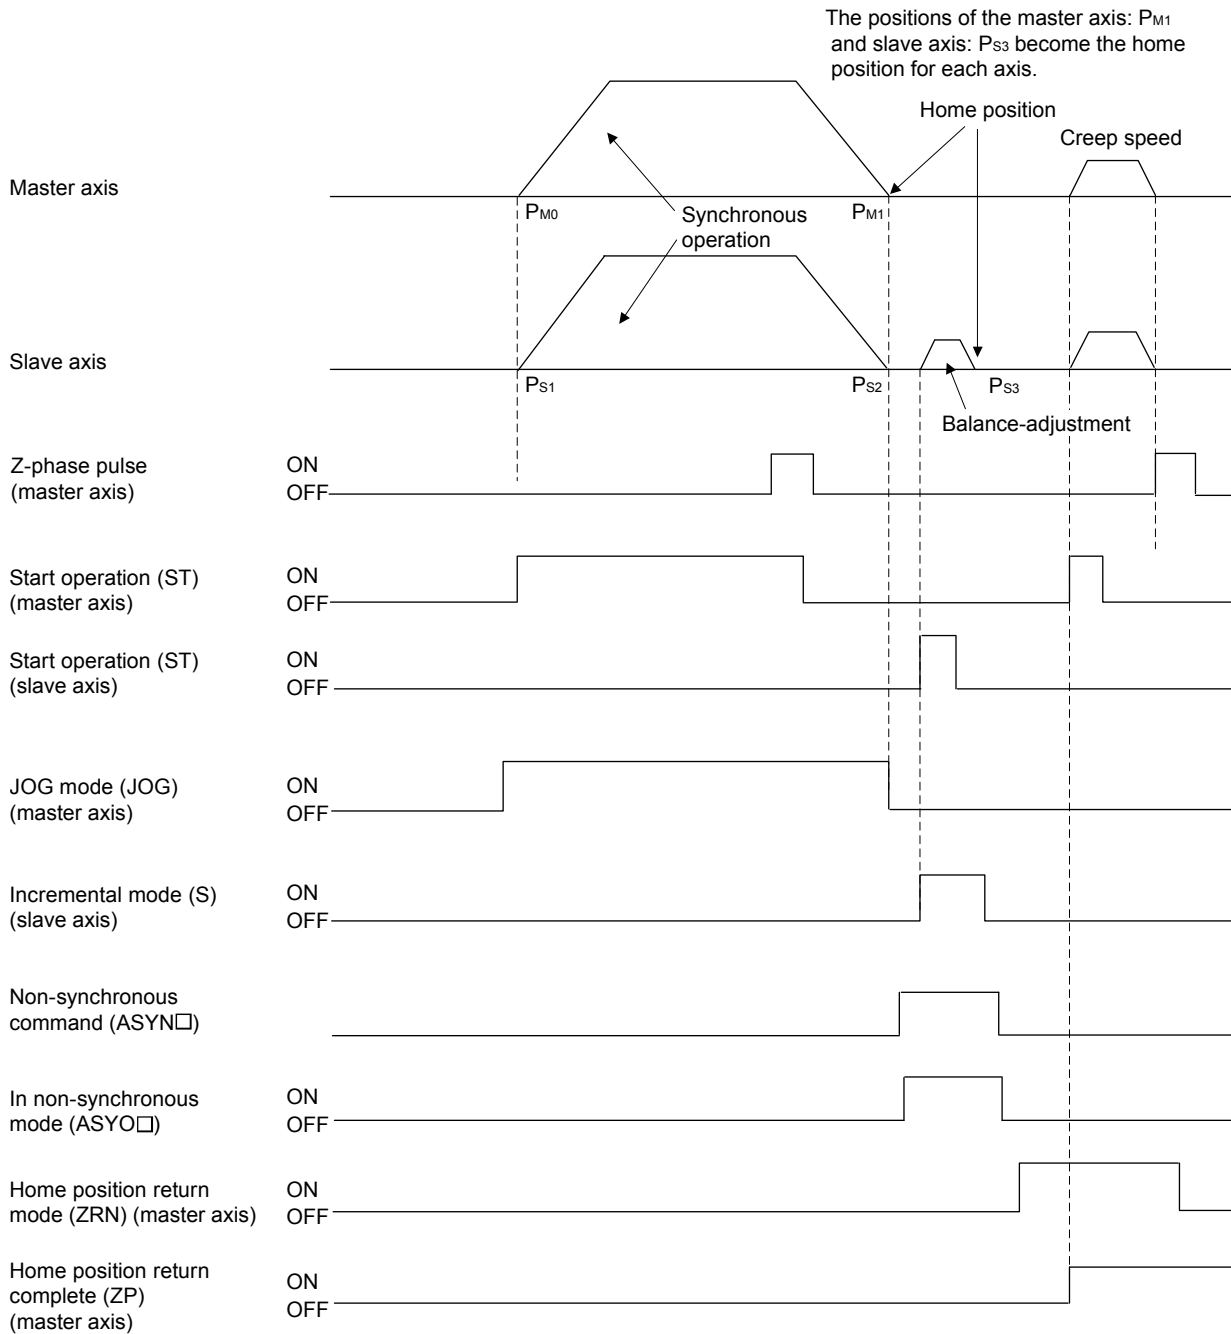 The positions of the master axis: PM1
and slave axis: PS3 become the home
position for each axis.
Home position
Creep speed
Master axis
PM0
Synchronous
operation
PM1
Slave axis
PS1
PS2
PS3
Balance-adjustment
Z-phase pulse
(master axis)
ON
OFF
Start operation (ST)
(master axis)
ON
OFF
Start operation (ST)
(slave axis)
ON
OFF
JOG mode (JOG)
(master axis)
ON
OFF
Incremental mode (S)
(slave axis)
ON
OFF
Non-synchronous
command (ASYN□)
In non-synchronous
mode (ASYO□)
ON
OFF
Home position return
mode (ZRN) (master axis)
ON
OFF
Home position return
complete (ZP)
(master axis)
ON
OFF